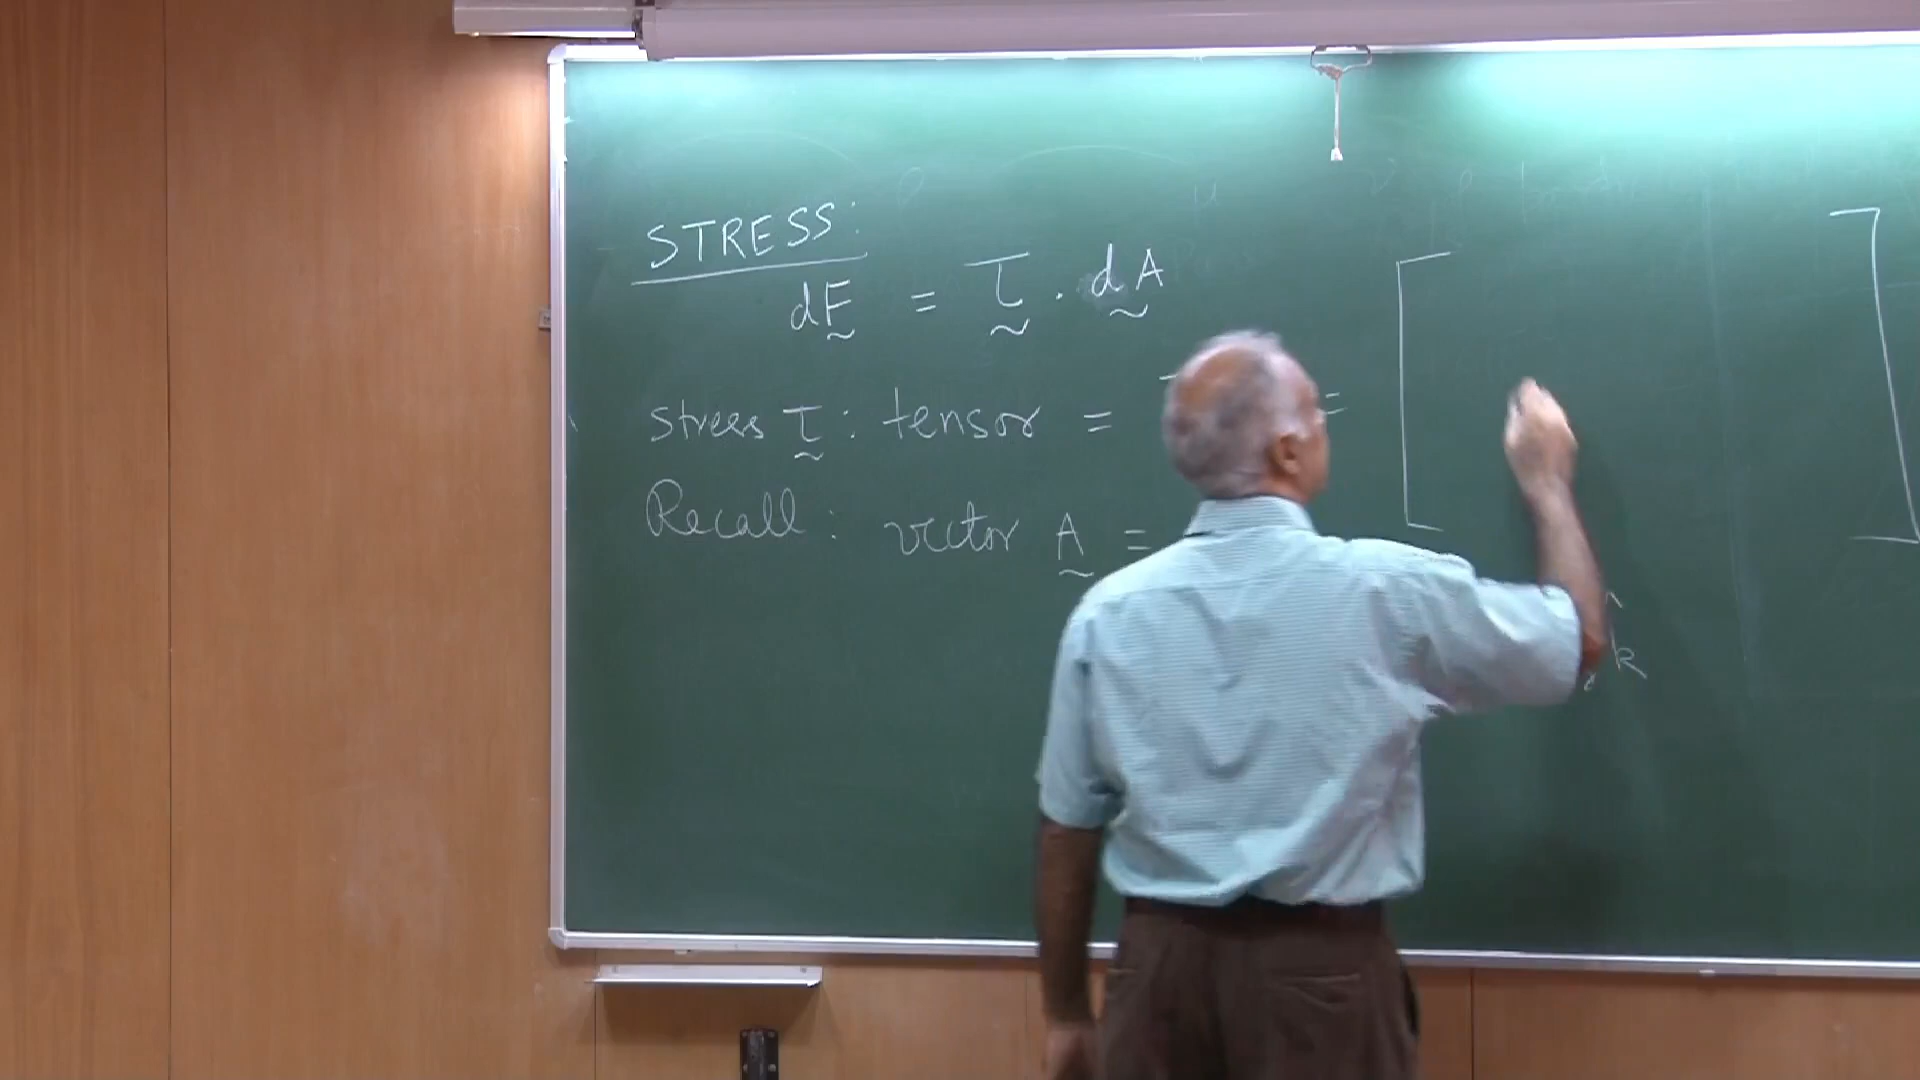 STRESS:
dF = τ . dA
stress τ : tensor = =
Recall : vector A =
k